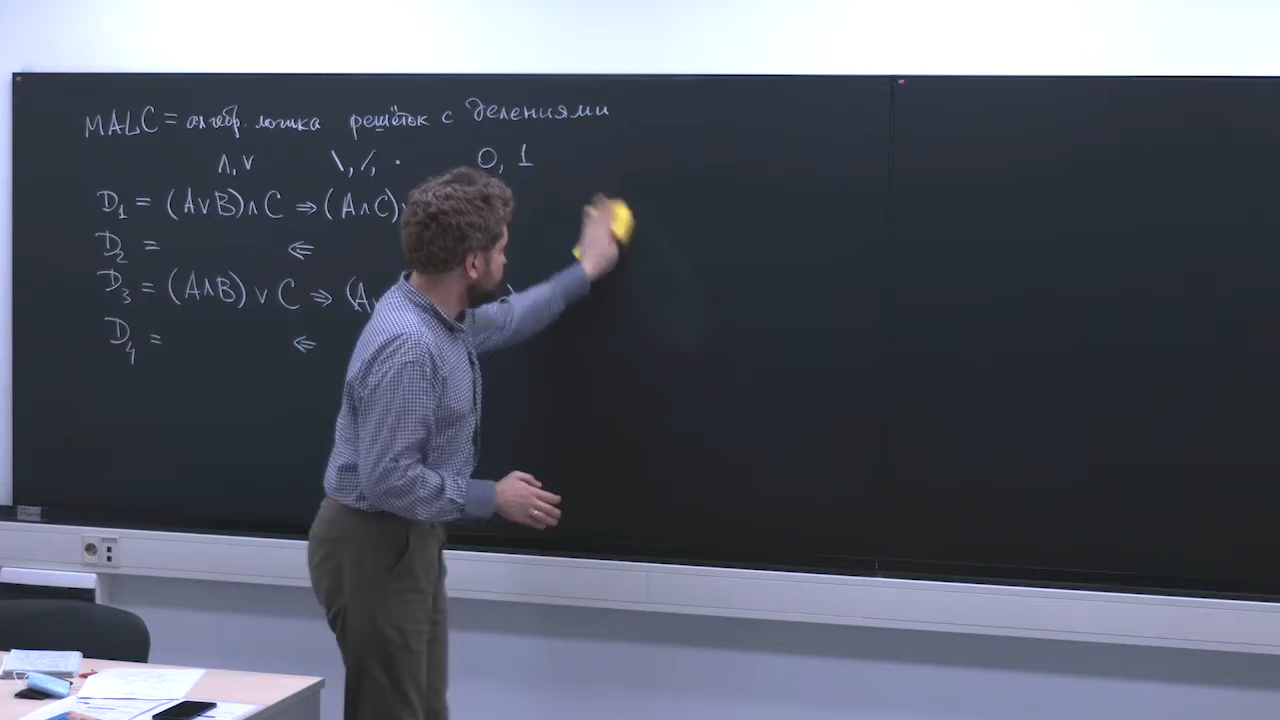 MALC = алгебр. логика решёток с делениями
∧, ∨ \, /, · 0, 1
D₁ = (A∨B)∧C ⇒ (A∧C)∨
D₂ = ⇐
D₃ = (A∧B)∨C ⇒ (A∨
D₄ = ⇐